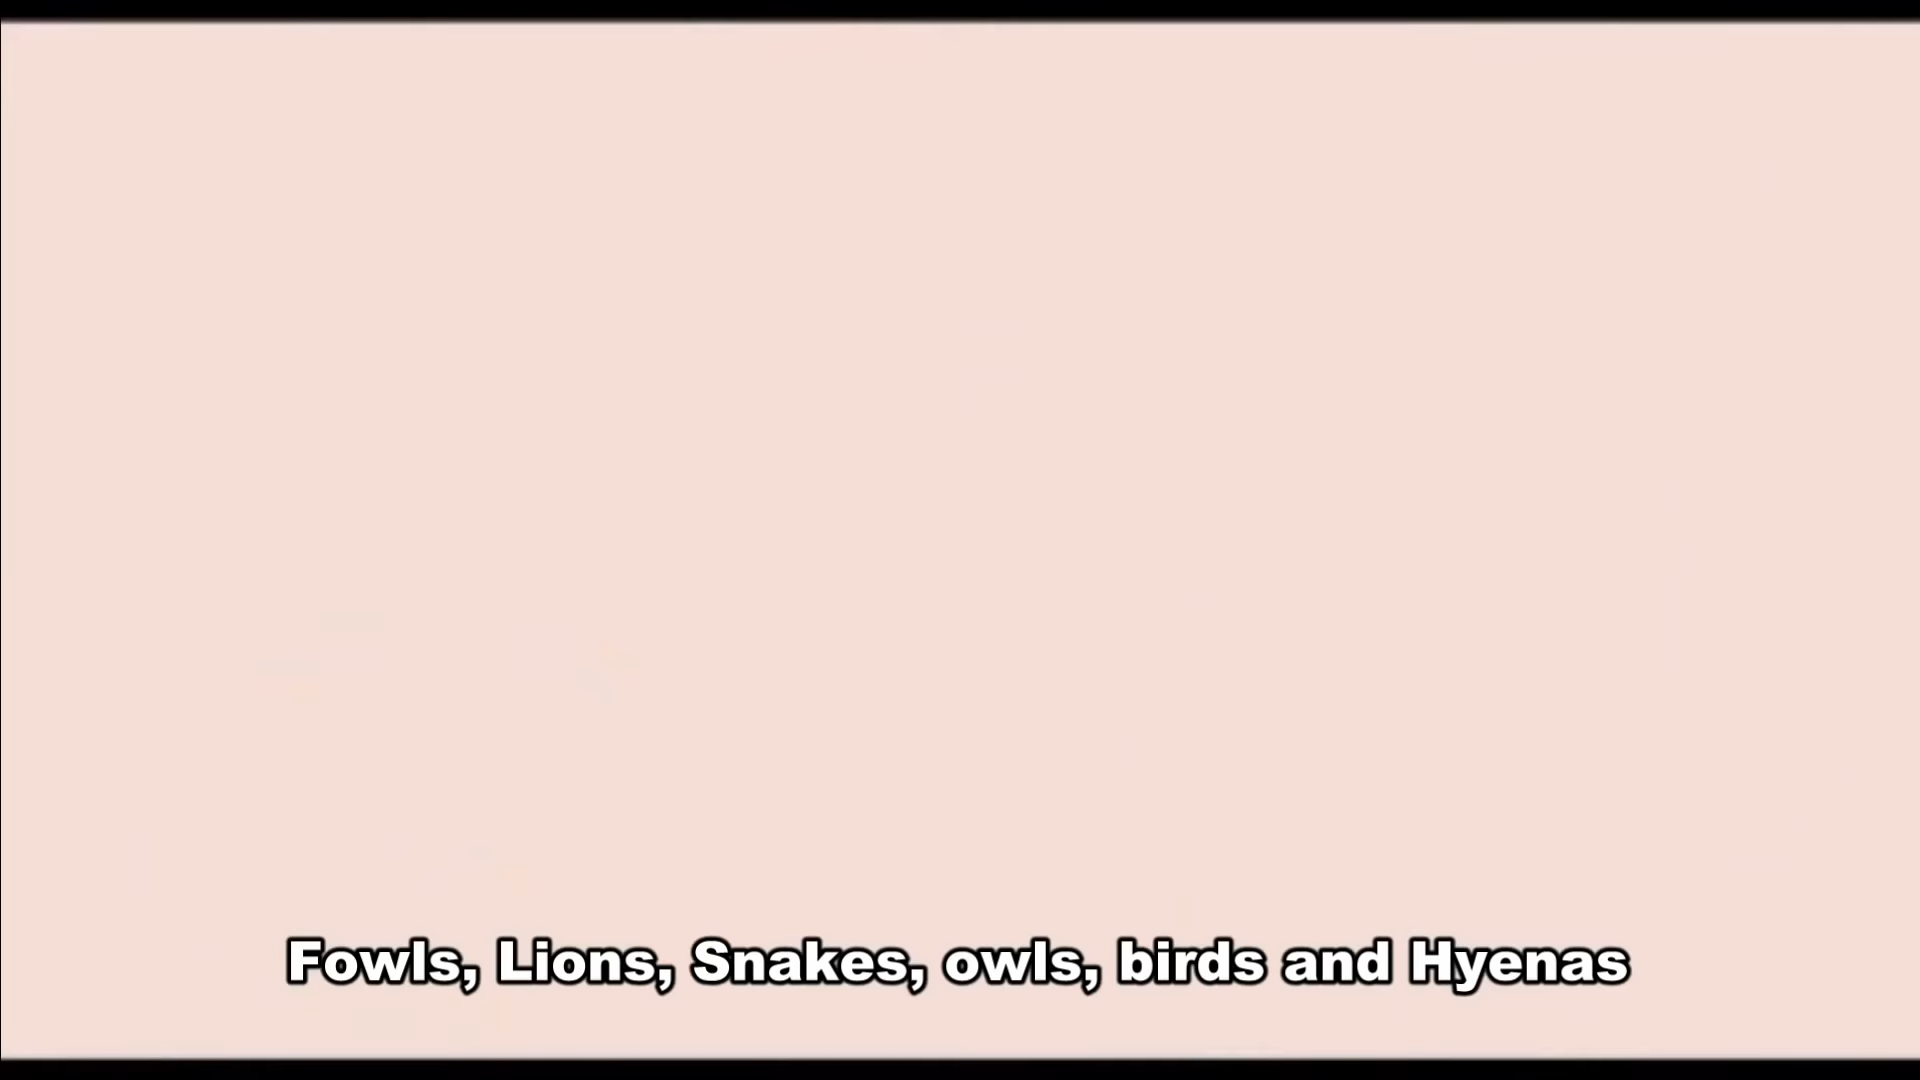 Fowls, Lions, Snakes, owls, birds and Hyenas